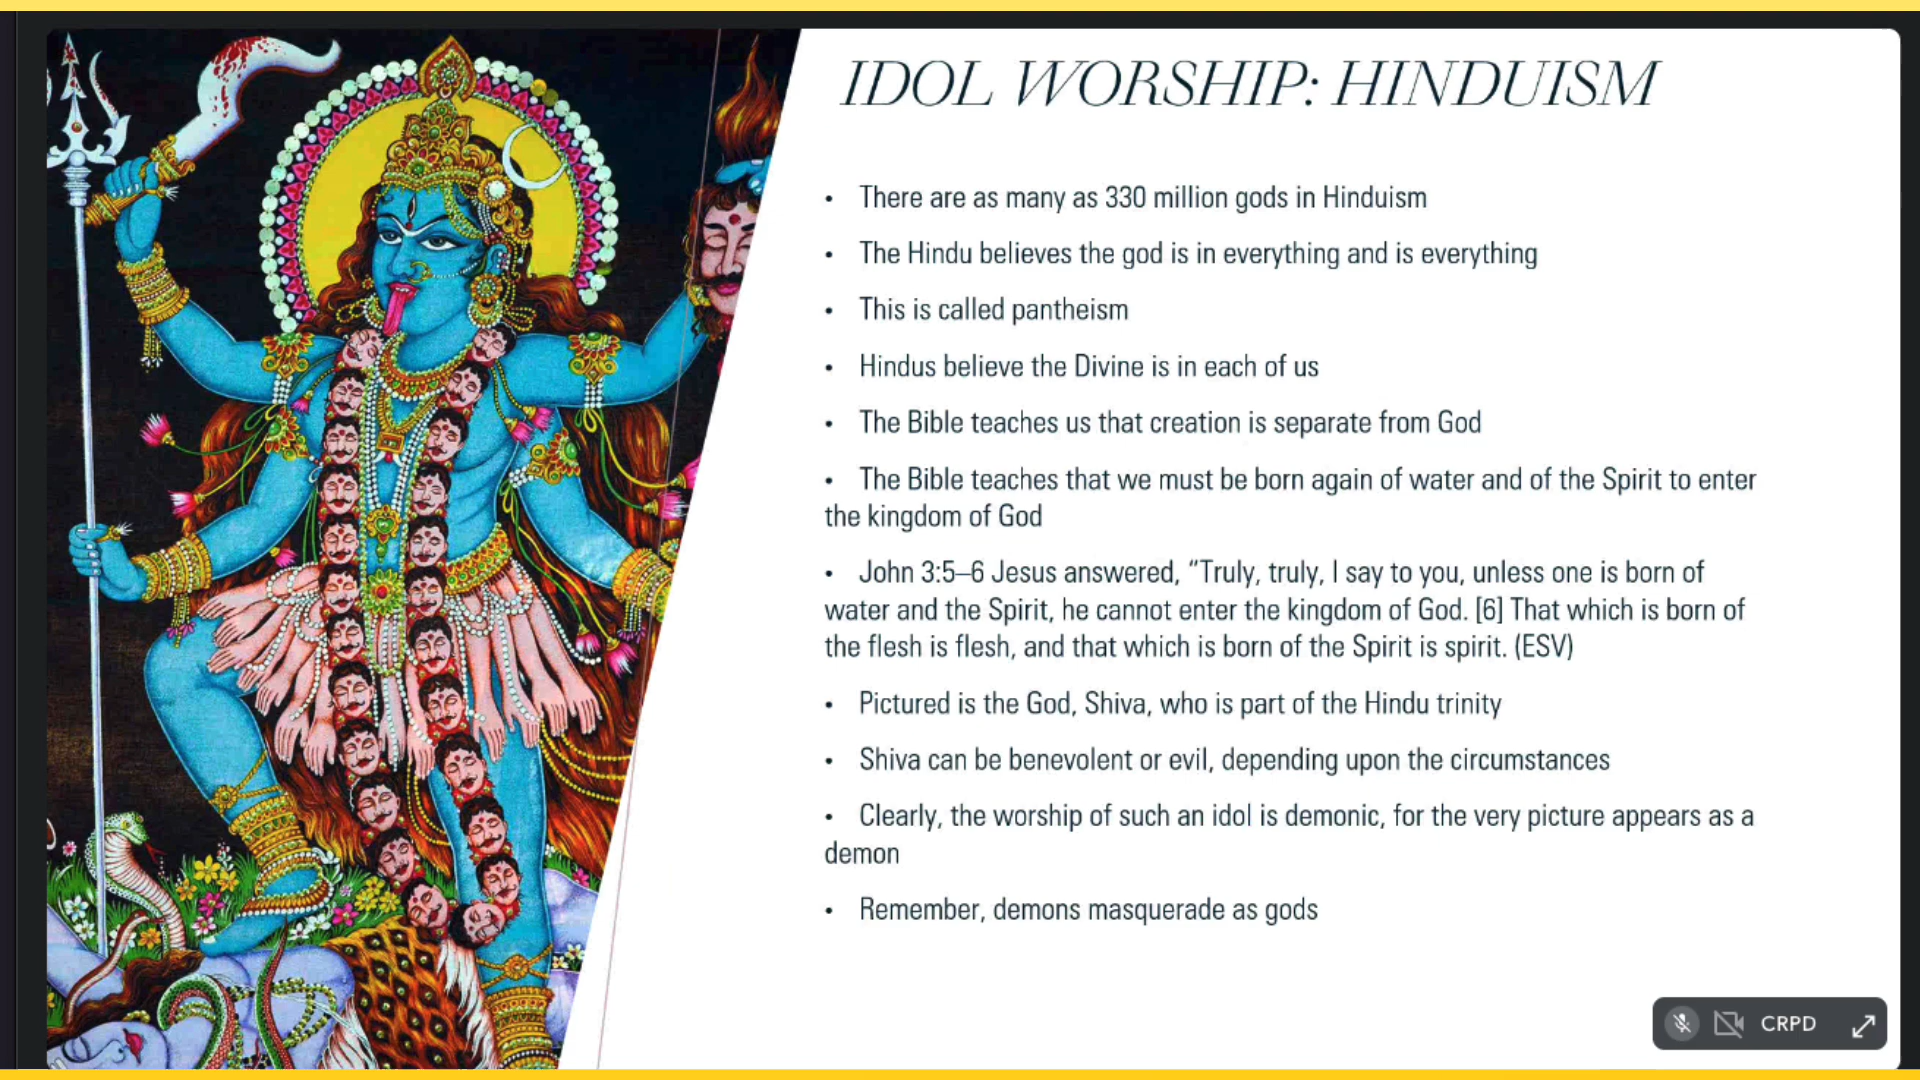 IDOL WORSHIP: HINDUISM
• There are as many as 330 million gods in Hinduism
• The Hindu believes the god is in everything and is everything
• This is called pantheism
• Hindus believe the Divine is in each of us
• The Bible teaches us that creation is separate from God
• The Bible teaches that we must be born again of water and of the Spirit to enter
the kingdom of God
• John 3:5–6 Jesus answered, “Truly, truly, I say to you, unless one is born of
water and the Spirit, he cannot enter the kingdom of God. [6] That which is born of
the flesh is flesh, and that which is born of the Spirit is spirit. (ESV)
• Pictured is the God, Shiva, who is part of the Hindu trinity
• Shiva can be benevolent or evil, depending upon the circumstances
• Clearly, the worship of such an idol is demonic, for the very picture appears as a
demon
• Remember, demons masquerade as gods
CRPD